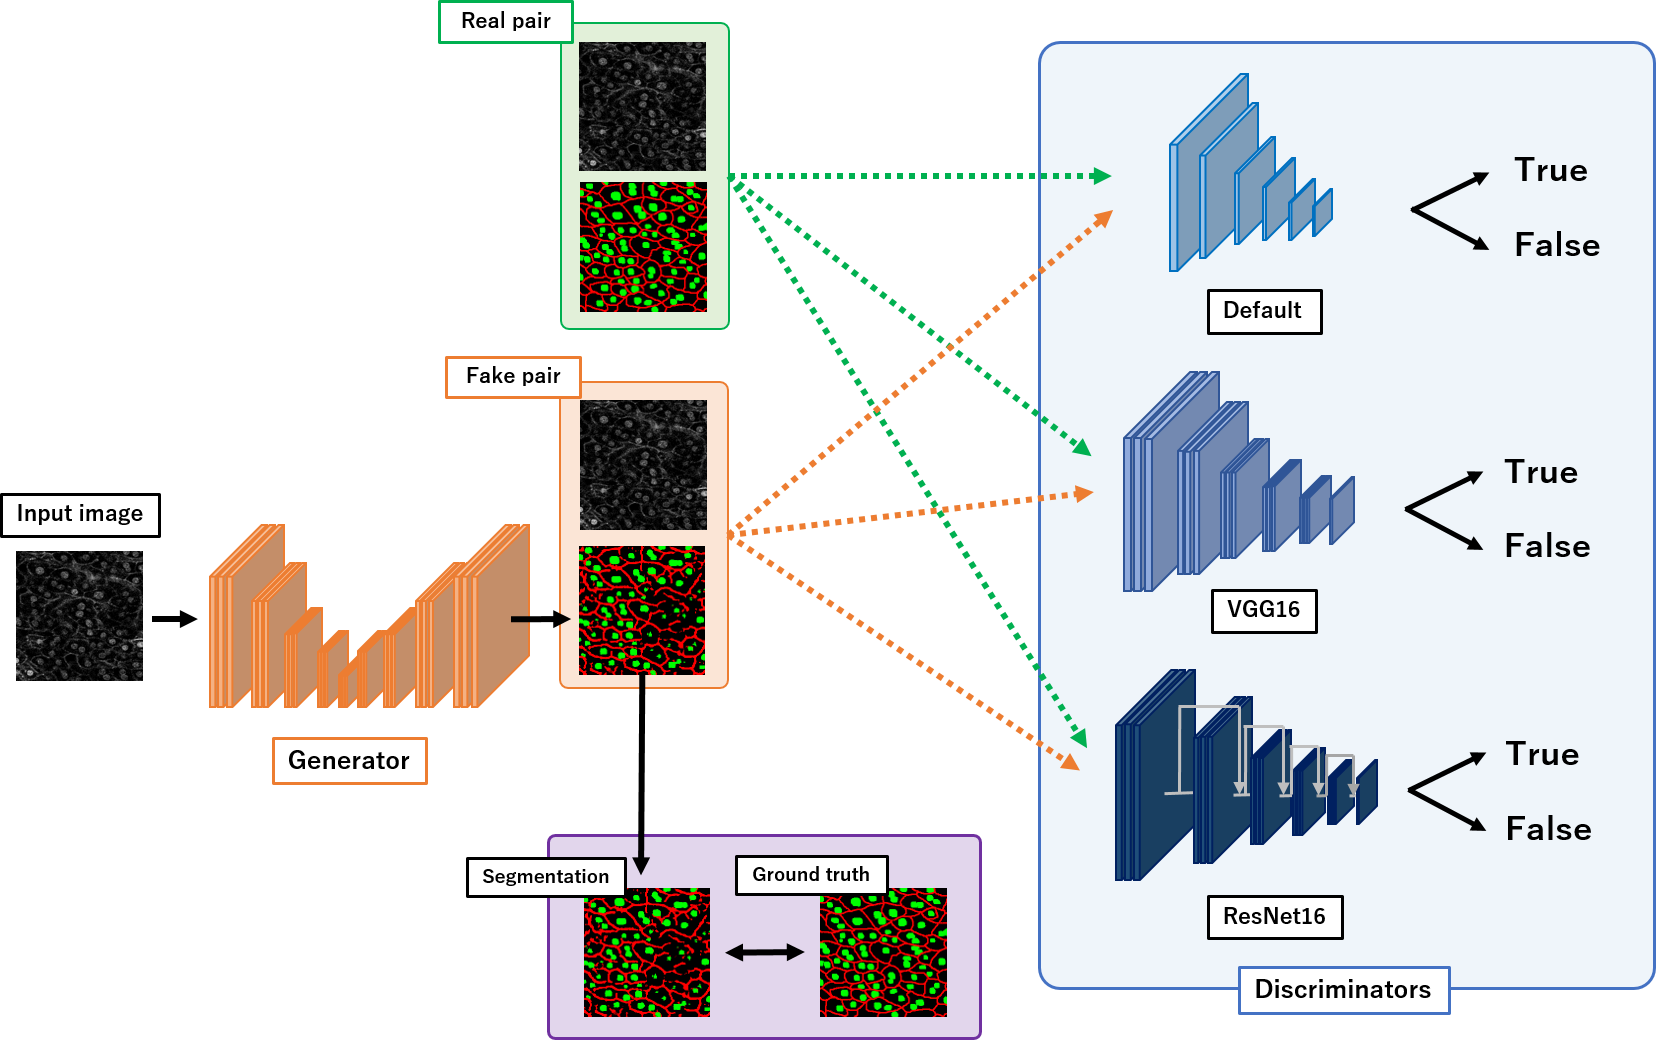 Real pair
Fake pair
Input image
Generator
Segmentation
Ground truth
True
False
Default
True
False
VGG16
True
False
ResNet16
Discriminators